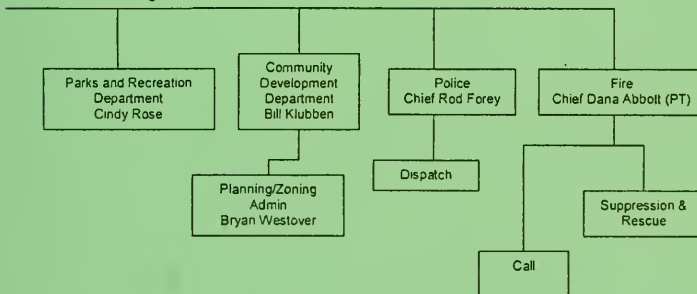 Parks and Recreation
Department
Cindy Rose
Community
Development
Department
Bill Klubben
Police
Chief Rod Forey
Fire
Chief Dana Abbott (PT)
Planning/Zoning
Admin
Bryan Westover
Dispatch
Suppression &
Rescue
Call